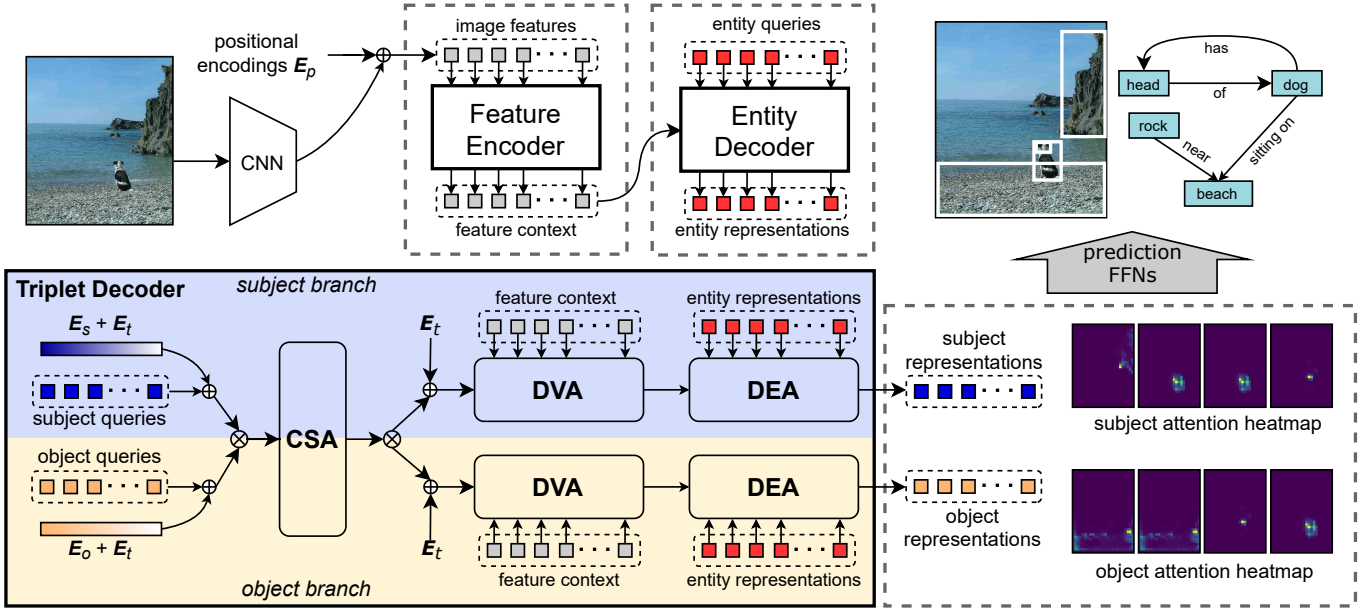 positional
encodings E_p
CNN
image features
Feature
Encoder
feature context
entity queries
Entity
Decoder
entity representations
has
head
dog
of
rock
near
sitting on
beach
prediction
FFNs
Triplet Decoder
subject branch
E_s + E_t
subject queries
object queries
E_o + E_t
CSA
E_t
feature context
DVA
entity representations
DEA
E_t
DVA
feature context
DEA
entity representations
object branch
subject
representations
subject attention heatmap
object
representations
object attention heatmap